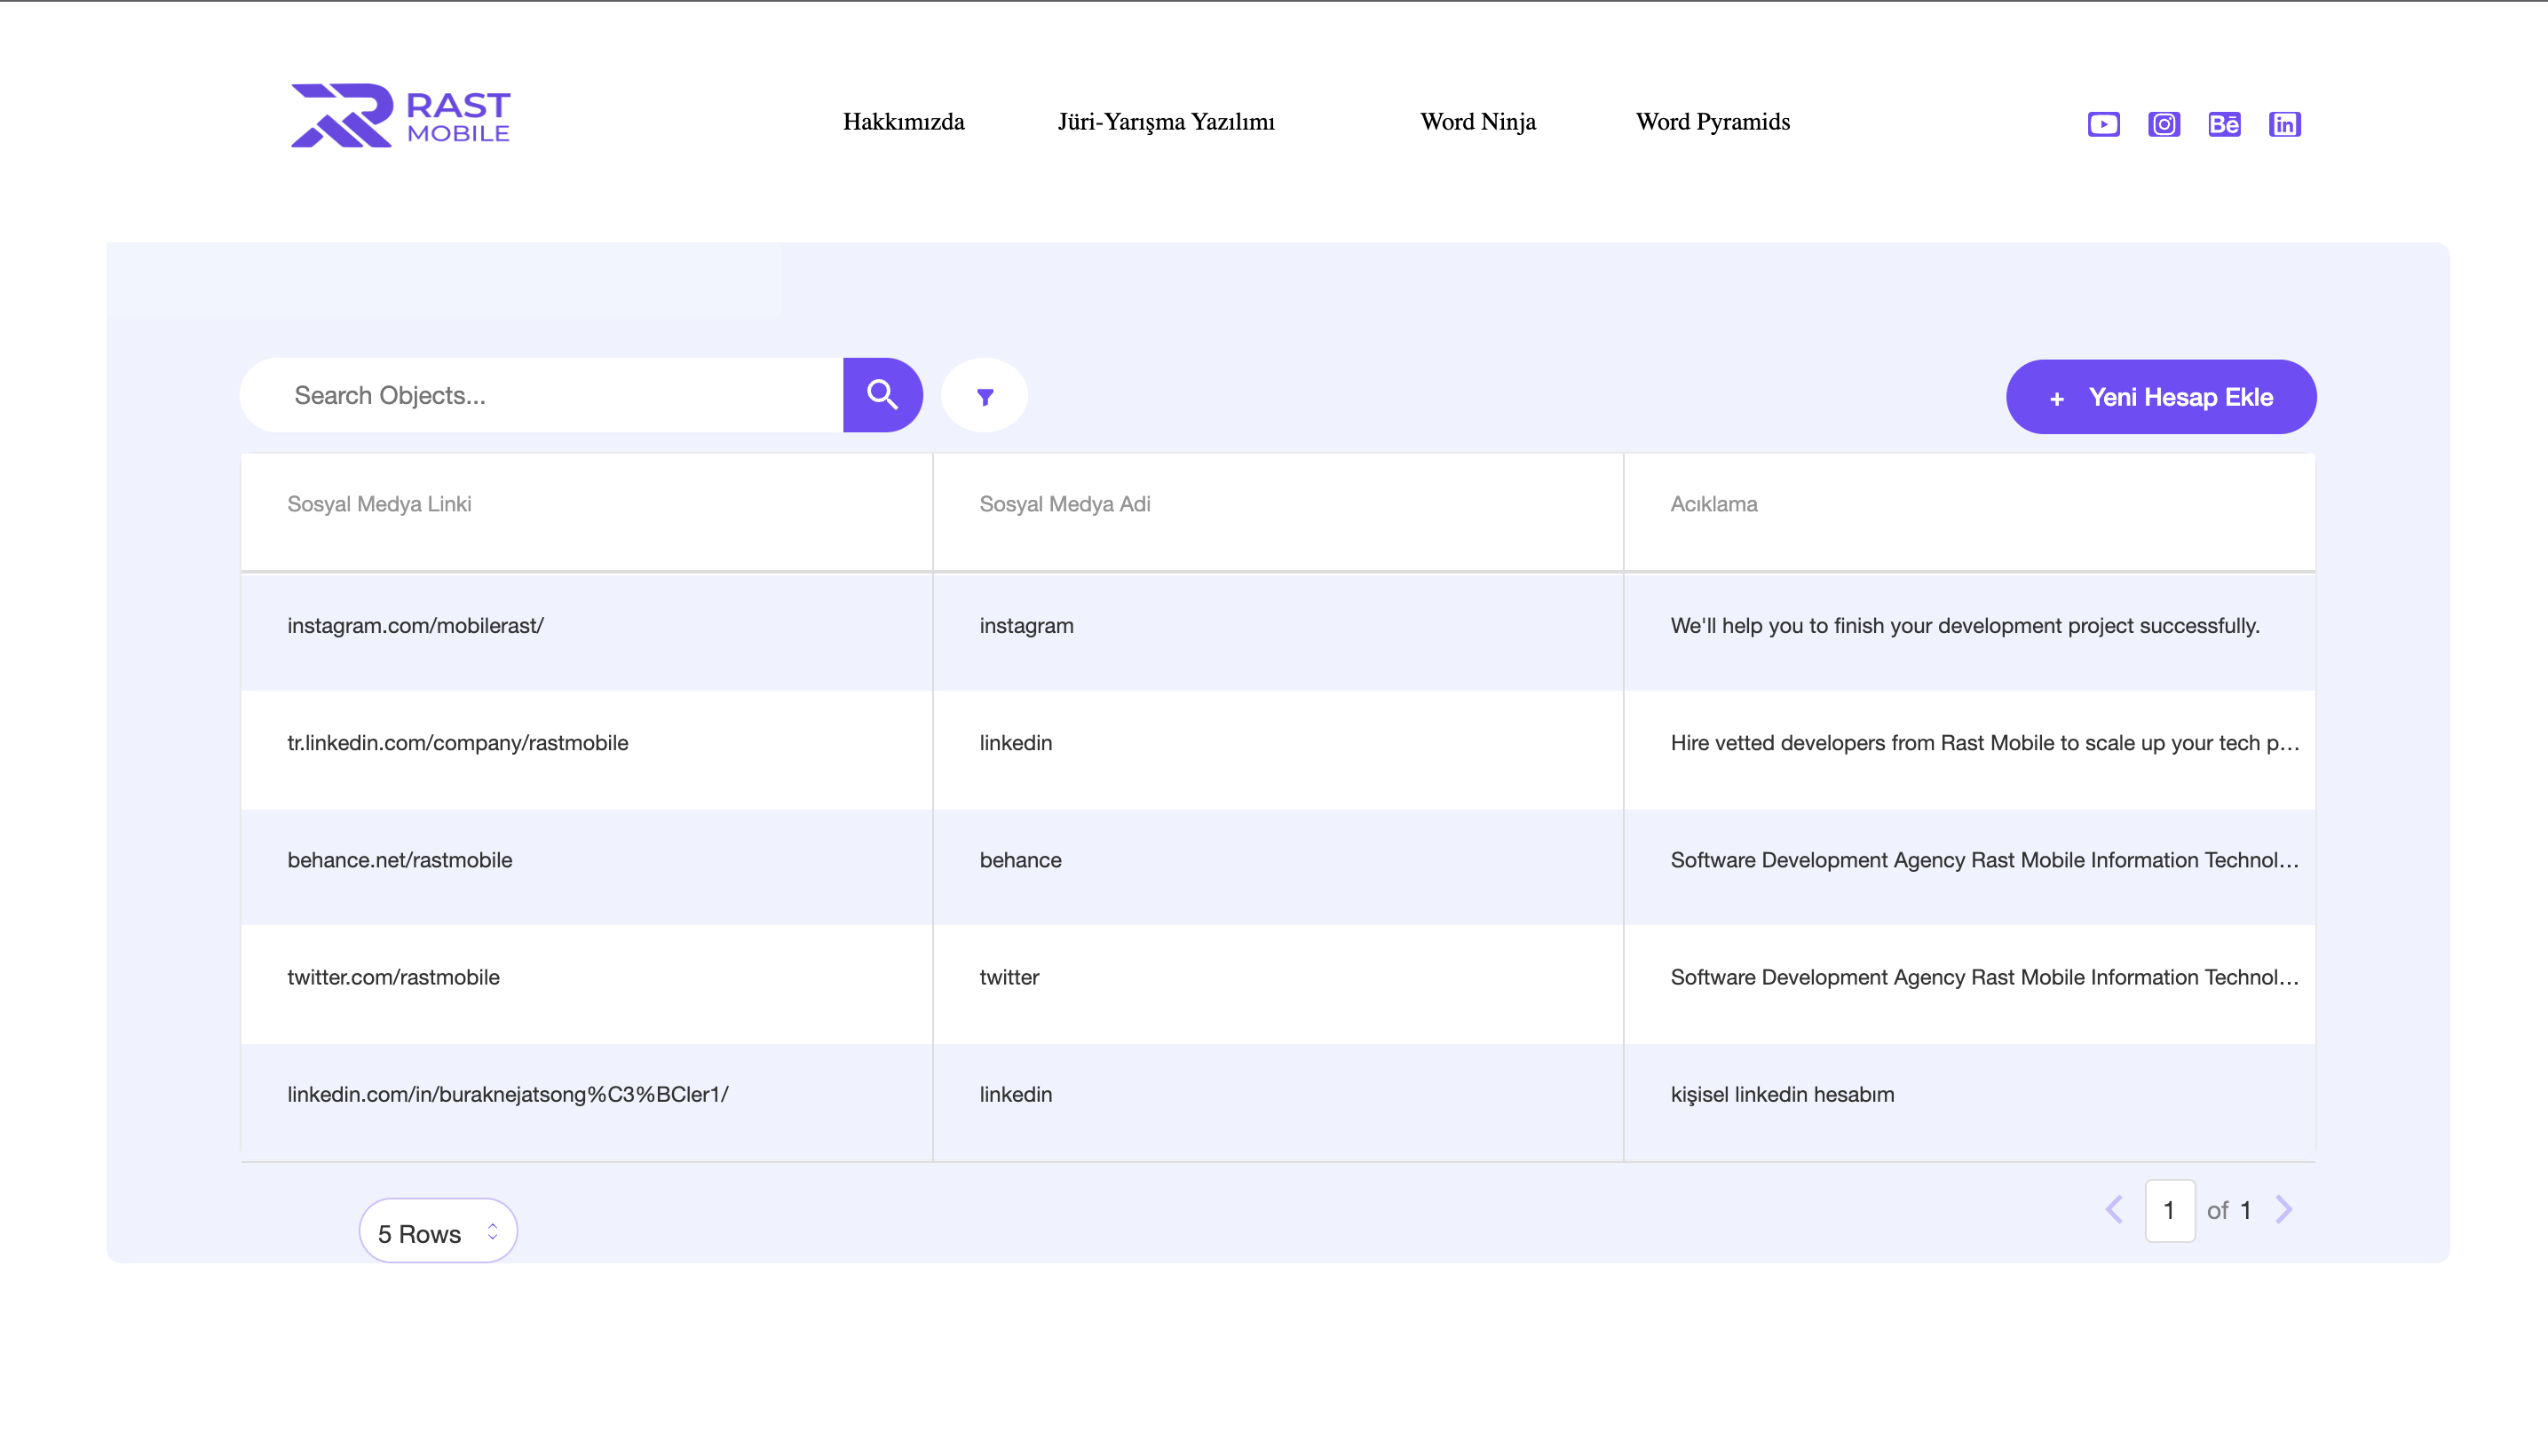 RAST
MOBILE
Hakkımızda
Jüri-Yarışma Yazılımı
Word Ninja
Word Pyramids
Bē
in
Search Objects...
+ Yeni Hesap Ekle
Sosyal Medya Linki
Sosyal Medya Adi
Acıklama
instagram.com/mobilerast/
instagram
We'll help you to finish your development project successfully.
tr.linkedin.com/company/rastmobile
linkedin
Hire vetted developers from Rast Mobile to scale up your tech p...
behance.net/rastmobile
behance
Software Development Agency Rast Mobile Information Technol...
twitter.com/rastmobile
twitter
Software Development Agency Rast Mobile Information Technol...
linkedin.com/in/buraknejatsong%C3%BCler1/
linkedin
kişisel linkedin hesabım
5 Rows
1 of 1